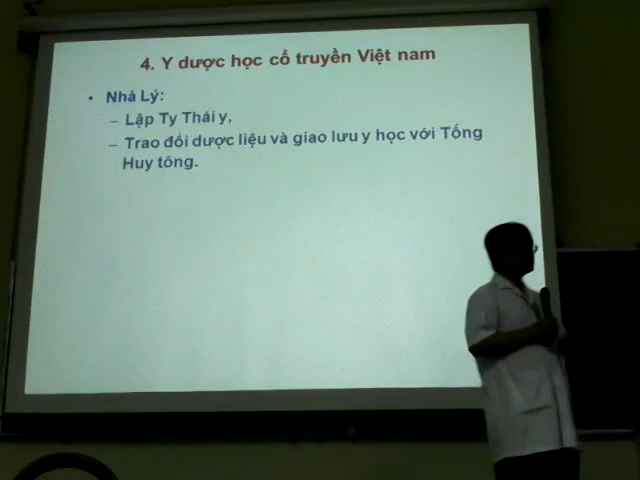 4. Y dược học cổ truyền Việt nam
• Nhà Lý:
– Lập Ty Thái y,
– Trao đổi dược liệu và giao lưu y học với Tống
Huy tông.